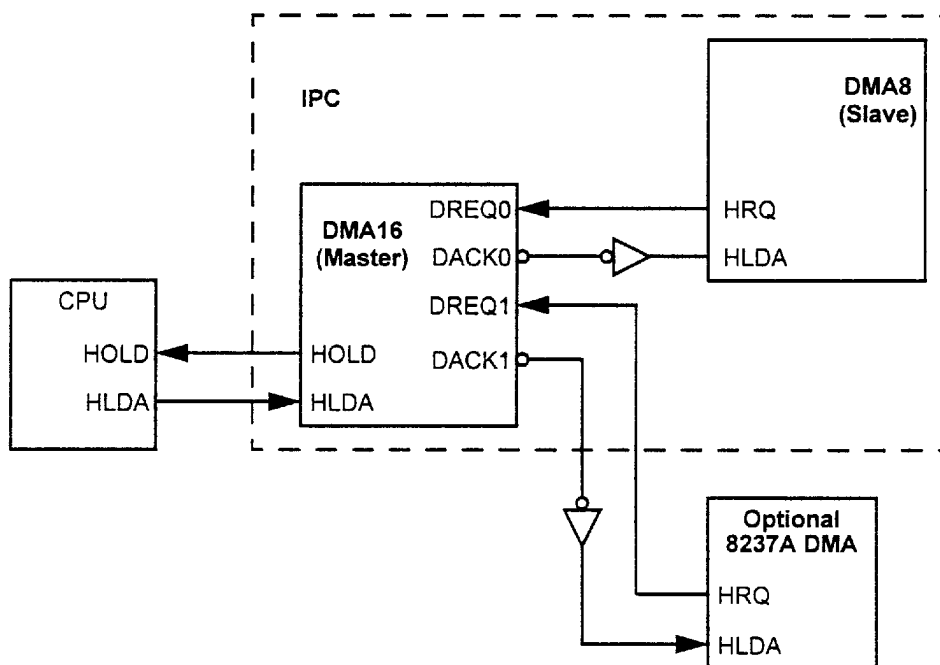 IPC
DMA8
(Slave)
HRQ
HLDA
DMA16
(Master)
DREQ0
DACK0
DREQ1
DACK1
HOLD
HLDA
CPU
HOLD
HLDA
Optional
8237A DMA
HRQ
HLDA